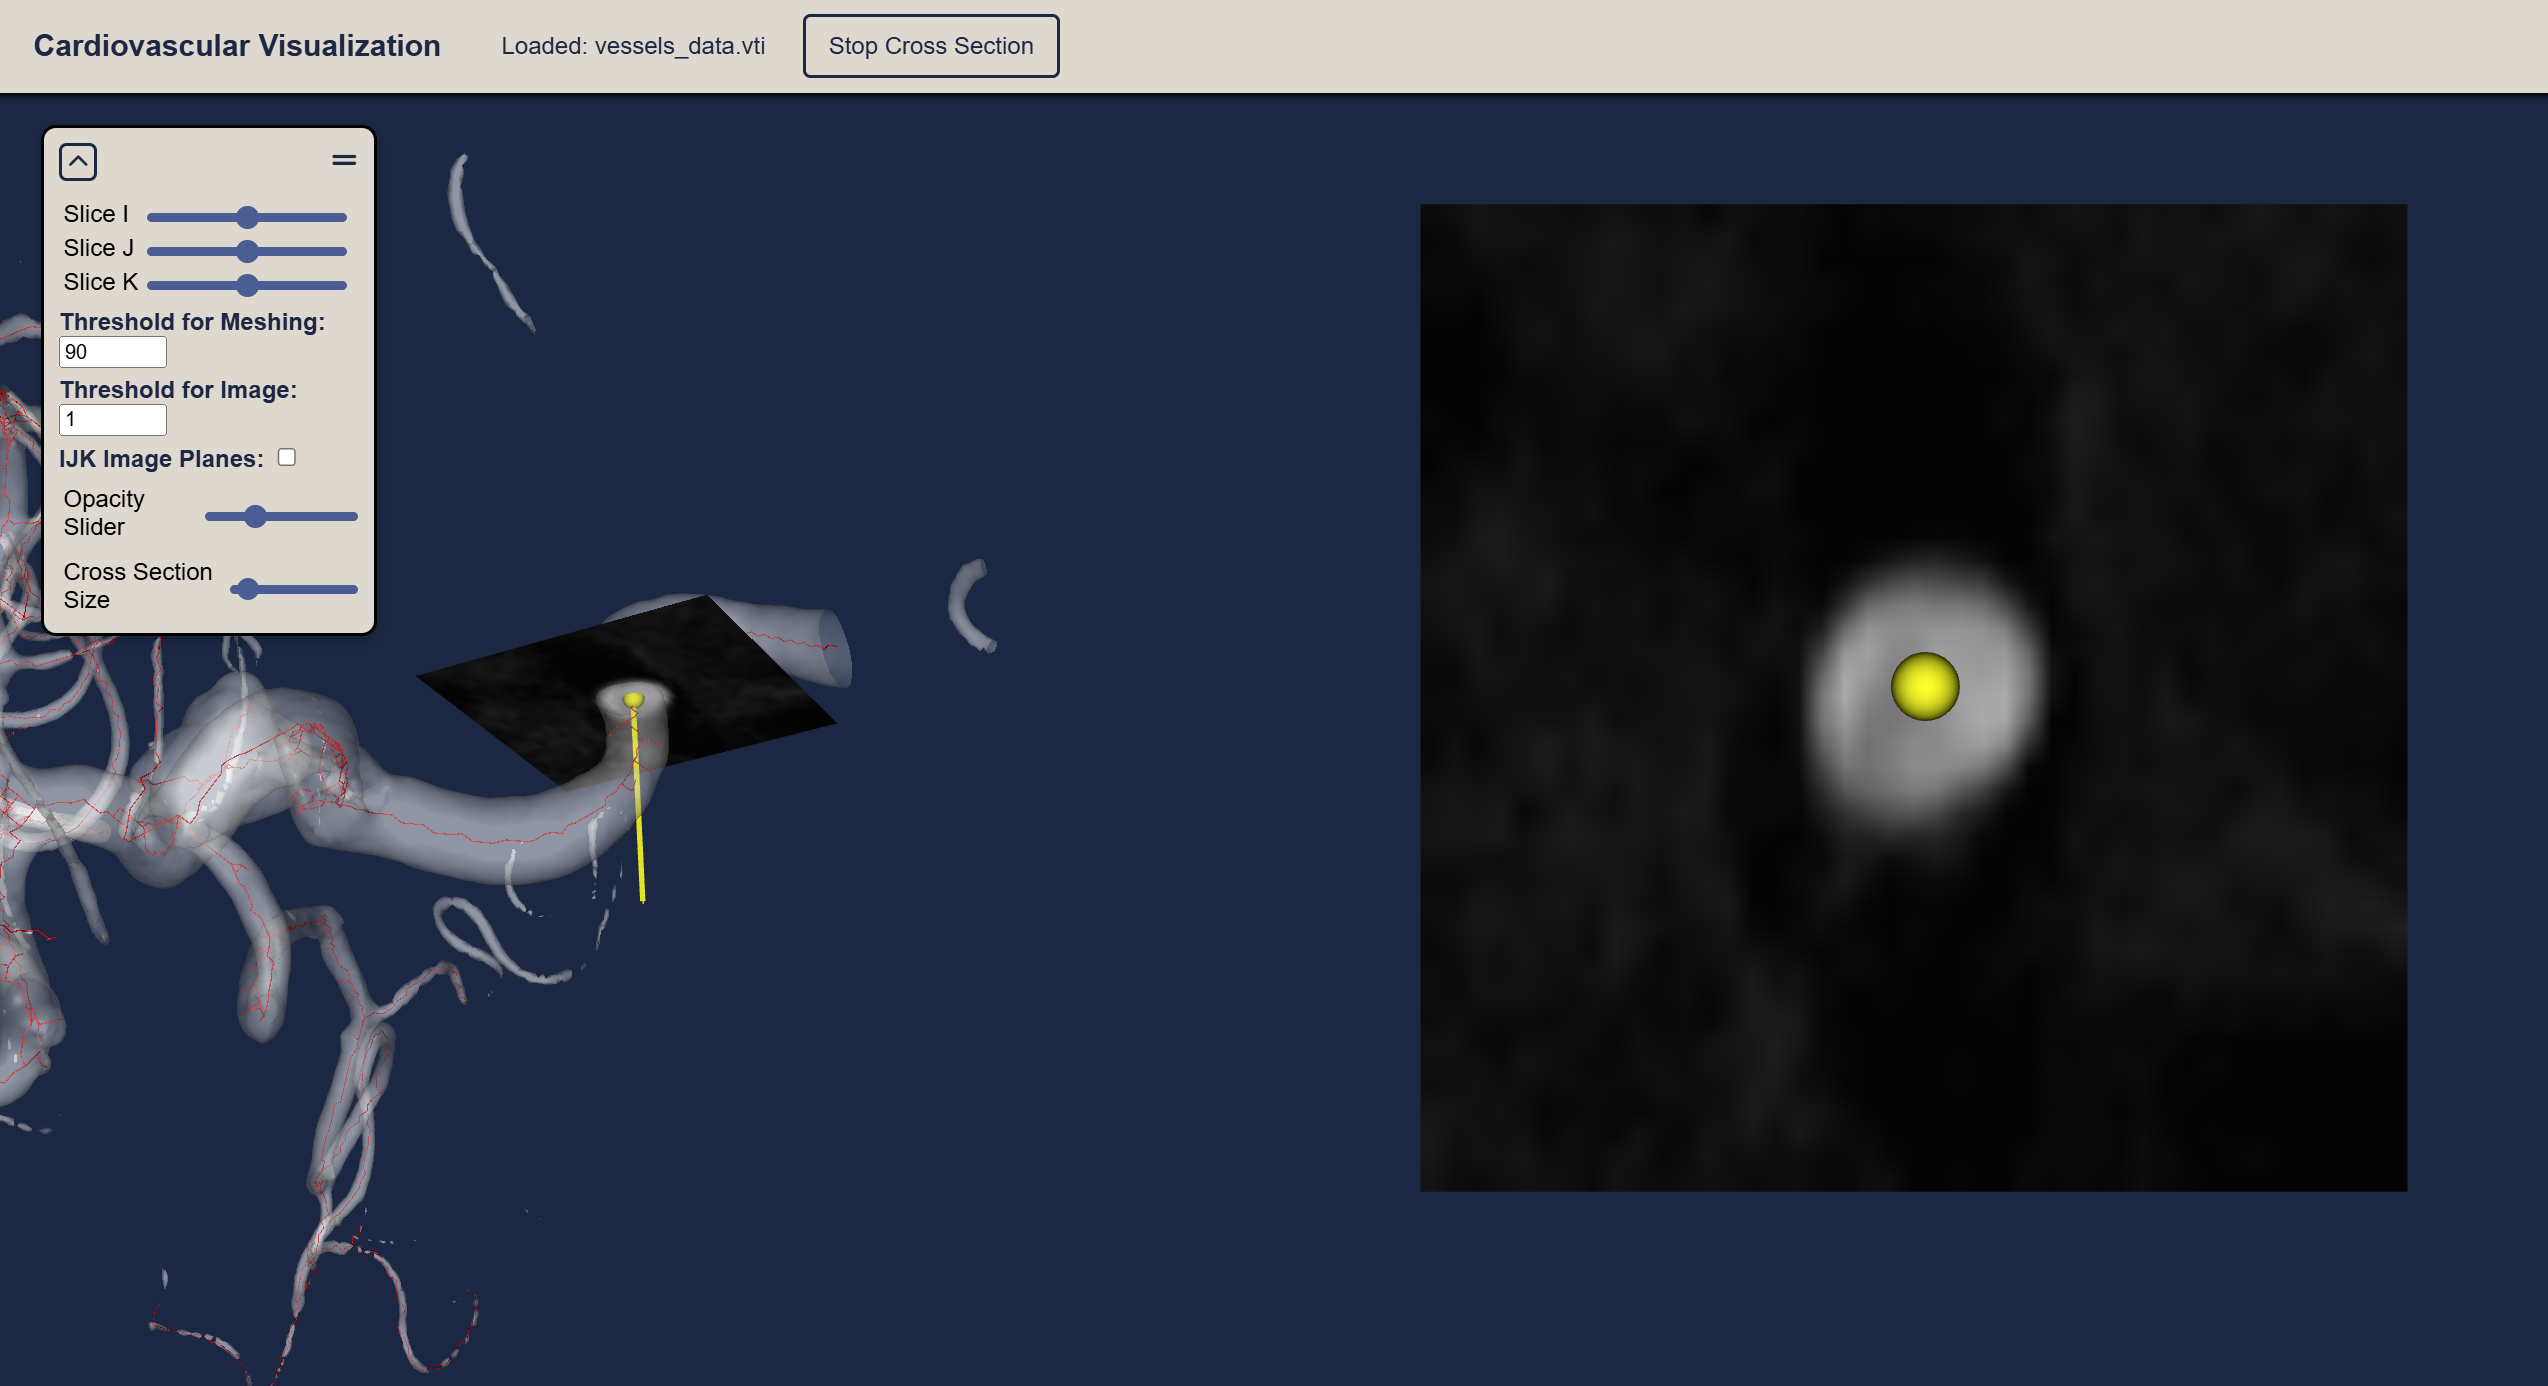 Cardiovascular Visualization
Loaded: vessels_data.vti
Stop Cross Section
Slice I
Slice J
Slice K
Threshold for Meshing:
90
Threshold for Image:
1
IJK Image Planes:
Opacity
Slider
Cross Section
Size